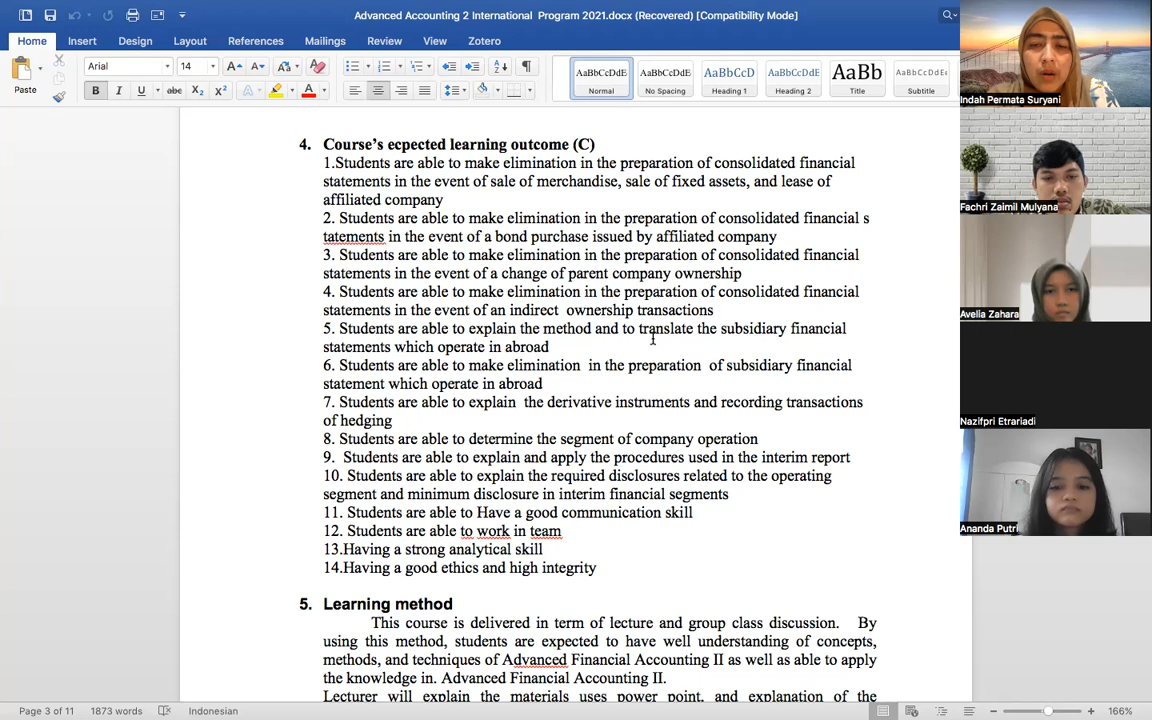 Advanced Accounting 2 International Program 2021.docx (Recovered) [Compatibility Mode]
Home Insert Design Layout References Mailings Review View Zotero
Paste
Arial 14
B I U abc X₂ X²
AaBbCcDdE AaBbCcDdE AaBbCcD AaBbCcDdE AaBb AaBbCcDdE
Normal No Spacing Heading 1 Heading 2 Title Subtitle
4. Course's ecpected learning outcome (C)
1.Students are able to make elimination in the preparation of consolidated financial
statements in the event of sale of merchandise, sale of fixed assets, and lease of
affiliated company
2. Students are able to make elimination in the preparation of consolidated financial s
tatements in the event of a bond purchase issued by affiliated company
3. Students are able to make elimination in the preparation of consolidated financial
statements in the event of a change of parent company ownership
4. Students are able to make elimination in the preparation of consolidated financial
statements in the event of an indirect ownership transactions
5. Students are able to explain the method and to translate the subsidiary financial
statements which operate in abroad
6. Students are able to make elimination in the preparation of subsidiary financial
statement which operate in abroad
7. Students are able to explain the derivative instruments and recording transactions
of hedging
8. Students are able to determine the segment of company operation
9. Students are able to explain and apply the procedures used in the interim report
10. Students are able to explain the required disclosures related to the operating
segment and minimum disclosure in interim financial segments
11. Students are able to Have a good communication skill
12. Students are able to work in team
13.Having a strong analytical skill
14.Having a good ethics and high integrity
5. Learning method
This course is delivered in term of lecture and group class discussion. By
using this method, students are expected to have well understanding of concepts,
methods, and techniques of Advanced Financial Accounting II as well as able to apply
the knowledge in. Advanced Financial Accounting II.
Lecturer will explain the materials uses power point, and explanation of the
Page 3 of 11 1873 words Indonesian 166%
Indah Permata Suryani
Fachri Zaimil Mulyana
Avelia Zahara
Nazifpri Etrariadi
Ananda Putri